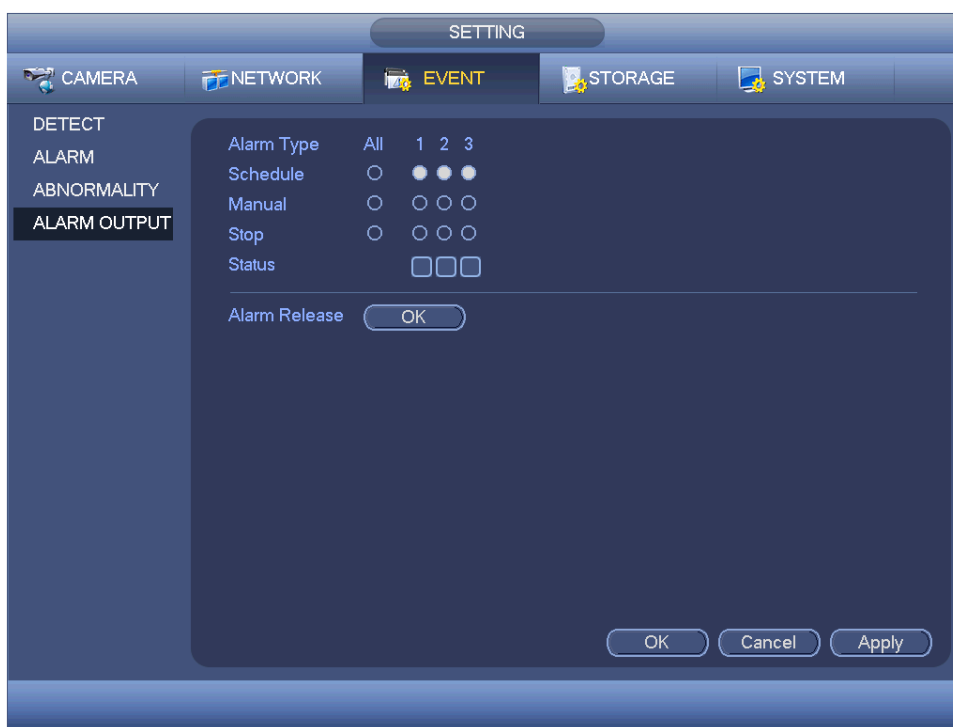 SETTING
CAMERA NETWORK EVENT STORAGE SYSTEM
DETECT
ALARM
ABNORMALITY
ALARM OUTPUT
Alarm Type All 1 2 3
Schedule
Manual
Stop
Status
Alarm Release OK
OK Cancel Apply